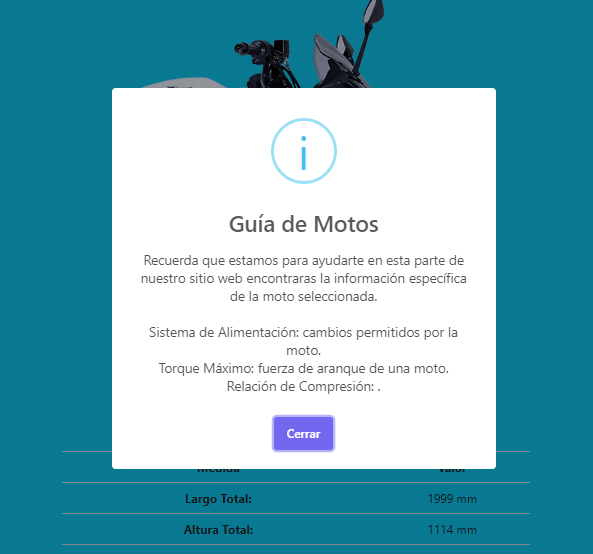 i
Guía de Motos
Recuerda que estamos para ayudarte en esta parte de
nuestro sitio web encontraras la información específica
de la moto seleccionada.
Sistema de Alimentación: cambios permitidos por la
moto.
Torque Máximo: fuerza de aranque de una moto.
Relación de Compresión: .
Cerrar
Medida Valor
Largo Total: 1999 mm
Altura Total: 1114 mm